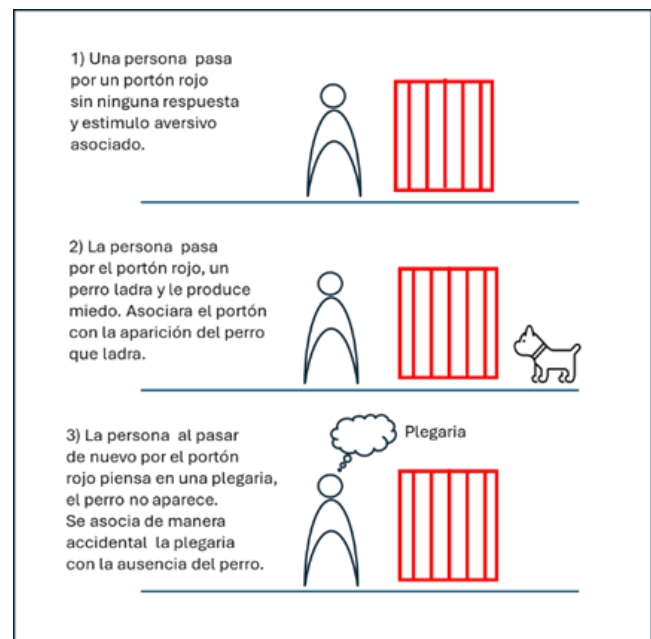 1) Una persona pasa
por un portón rojo
sin ninguna respuesta
y estimulo aversivo
asociado.
2) La persona pasa
por el portón rojo, un
perro ladra y le produce
miedo. Asociara el portón
con la aparición del perro
que ladra.
3) La persona al pasar
de nuevo por el portón
rojo piensa en una plegaria,
el perro no aparece.
Se asocia de manera
accidental la plegaria
con la ausencia del perro.
Plegaria